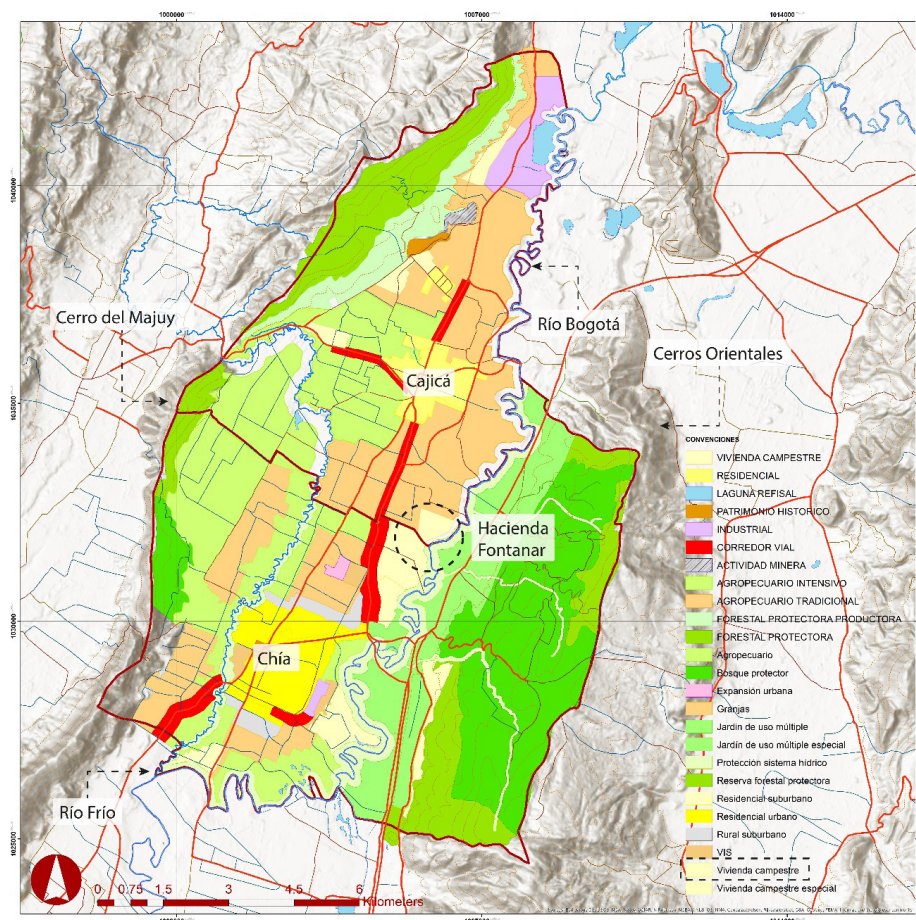 1000000
1007000
1014000
1040000
Cerro del Majuy
Río Bogotá
Cerros Orientales
Cajicá
1035000
CONVENCIONES
VIVIENDA CAMPESTRE
RESIDENCIAL
LAGUNA REFISAL
PATRIMONIO HISTORICO
INDUSTRIAL
CORREDOR VIAL
ACTIVIDAD MINERA
AGROPECUARIO INTENSIVO
AGROPECUARIO TRADICIONAL
FORESTAL PROTECTORA PRODUCTORA
FORESTAL PROTECTORA
Agropecuario
Bosque protector
Expansión urbana
Granjas
Jardin de uso múltiple
Jardín de uso múltiple especial
Protección sistema hídrico
Reserva forestal protectora
Residencial suburbano
Residencial urbano
Rural suburbano
VIS
Vivienda campestre
Vivienda campestre especial
Hacienda
Fontanar
1030000
Chía
Río Frío
1025000
0 0.75 1.5 3 4.5 6
Kilometers